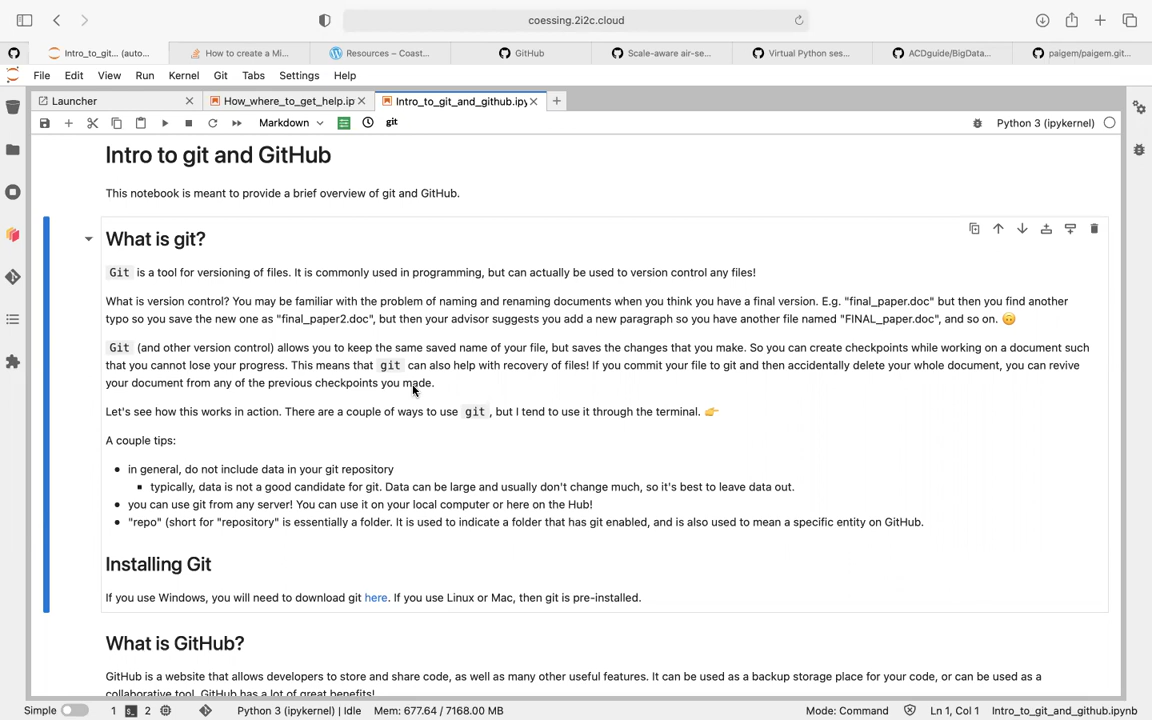 coessing.2i2c.cloud
Intro_to_git... (auto...
How to create a Mi...
Resources – Coast...
GitHub
Scale-aware air-se...
Virtual Python ses...
ACDguide/BigData...
paigem/paigem.git...
File Edit View Run Kernel Git Tabs Settings Help
Launcher
How_where_to_get_help.ip
Intro_to_git_and_github.ipy
Markdown
git
Python 3 (ipykernel)
Intro to git and GitHub
This notebook is meant to provide a brief overview of git and GitHub.
What is git?
Git is a tool for versioning of files. It is commonly used in programming, but can actually be used to version control any files!
What is version control? You may be familiar with the problem of naming and renaming documents when you think you have a final version. E.g. "final_paper.doc" but then you find another
typo so you save the new one as "final_paper2.doc", but then your advisor suggests you add a new paragraph so you have another file named "FINAL_paper.doc", and so on. 🙃
Git (and other version control) allows you to keep the same saved name of your file, but saves the changes that you make. So you can create checkpoints while working on a document such
that you cannot lose your progress. This means that git can also help with recovery of files! If you commit your file to git and then accidentally delete your whole document, you can revive
your document from any of the previous checkpoints you made.
Let's see how this works in action. There are a couple of ways to use git, but I tend to use it through the terminal. 👉
A couple tips:
• in general, do not include data in your git repository
▪ typically, data is not a good candidate for git. Data can be large and usually don't change much, so it's best to leave data out.
• you can use git from any server! You can use it on your local computer or here on the Hub!
• "repo" (short for "repository" is essentially a folder. It is used to indicate a folder that has git enabled, and is also used to mean a specific entity on GitHub.
Installing Git
If you use Windows, you will need to download git here. If you use Linux or Mac, then git is pre-installed.
What is GitHub?
GitHub is a website that allows developers to store and share code, as well as many other useful features. It can be used as a backup storage place for your code, or can be used as a
collaborative tool. GitHub has a lot of great benefits!
Simple 1 2 Python 3 (ipykernel) | Idle Mem: 677.64 / 7168.00 MB Mode: Command Ln 1, Col 1 Intro_to_git_and_github.ipynb